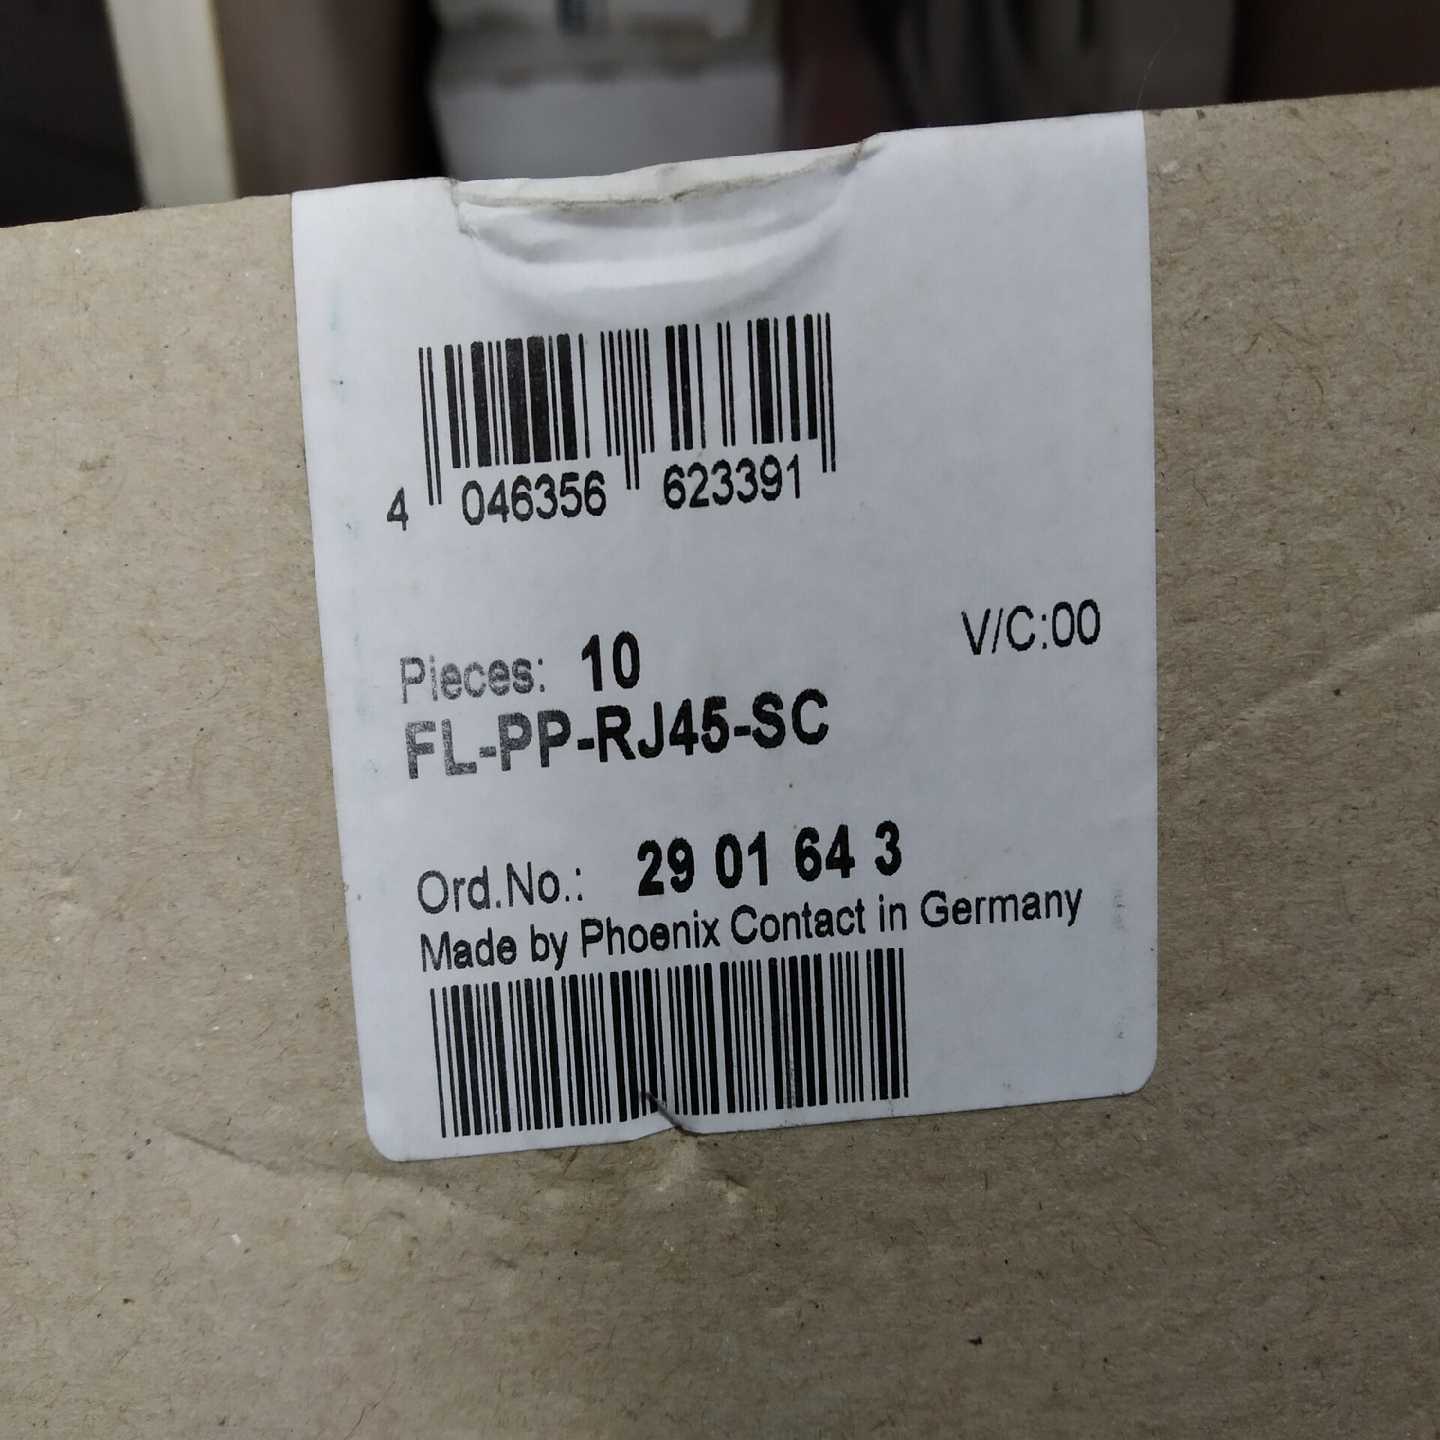 4 046356 623391
V/C:00
Pieces: 10
FL-PP-RJ45-SC
Ord.No.: 29 01 64 3
Made by Phoenix Contact in Germany